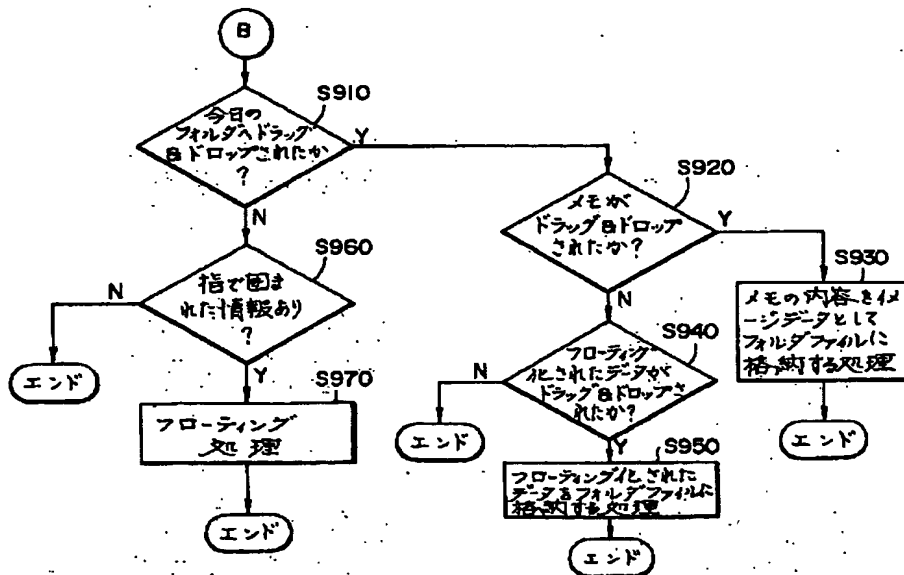 B
S910
今日の
フォルダへドラッグ
&ドロップされたか
?
Y
N
S920
メモが
ドラッグ&ドロップ
されたか?
Y
N
S930
メモの内容をイメ
ージデータとして
フォルダファイルに
格納する処理
エンド
S960
指で囲ま
れた情報あり
?
N
Y
エンド
S970
フローティング
処理
エンド
S940
フローティング
化されたデータが
ドラッグ&ドロップさ
れたか?
N
Y
エンド
S950
フローティング化された
データをフォルダファイルに
格納する処理
エンド